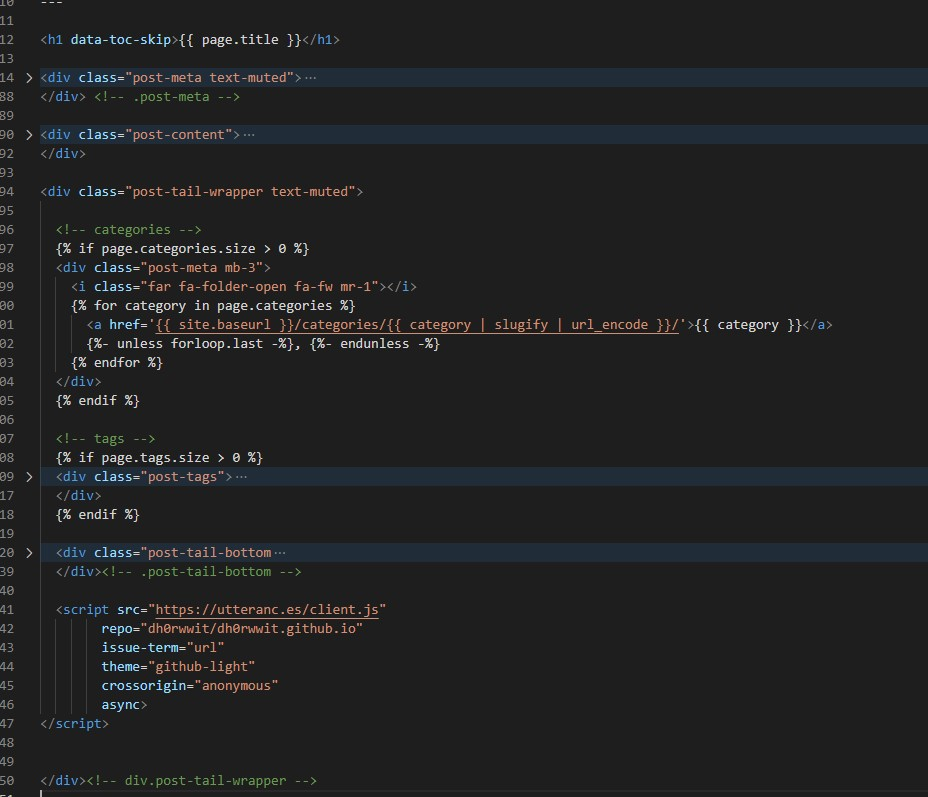 10 ---
11
12 <h1 data-toc-skip>{{ page.title }}</h1>
13
14 > <div class="post-meta text-muted">···
88 </div> <!-- .post-meta -->
89
90 > <div class="post-content">···
92 </div>
93
94 <div class="post-tail-wrapper text-muted">
95
96 <!-- categories -->
97 {% if page.categories.size > 0 %}
98 <div class="post-meta mb-3">
99 <i class="far fa-folder-open fa-fw mr-1"></i>
00 {% for category in page.categories %}
01 <a href='{{ site.baseurl }}/categories/{{ category | slugify | url_encode }}/'>{{ category }}</a>
02 {%- unless forloop.last -%}, {%- endunless -%}
03 {% endfor %}
04 </div>
05 {% endif %}
06
07 <!-- tags -->
08 {% if page.tags.size > 0 %}
09 > <div class="post-tags">···
17 </div>
18 {% endif %}
19
20 > <div class="post-tail-bottom···
39 </div><!-- .post-tail-bottom -->
40
41 <script src="https://utteranc.es/client.js"
42 repo="dh0rwwit/dh0rwwit.github.io"
43 issue-term="url"
44 theme="github-light"
45 crossorigin="anonymous"
46 async>
47 </script>
48
49
50 </div><!-- div.post-tail-wrapper -->